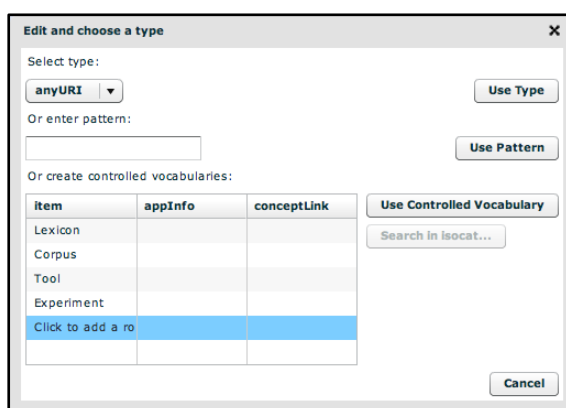 Edit and choose a type
Select type:
anyURI
Use Type
Or enter pattern:
Use Pattern
Or create controlled vocabularies:
item appInfo conceptLink
Use Controlled Vocabulary
Lexicon
Search in isocat...
Corpus
Tool
Experiment
Click to add a ro
Cancel